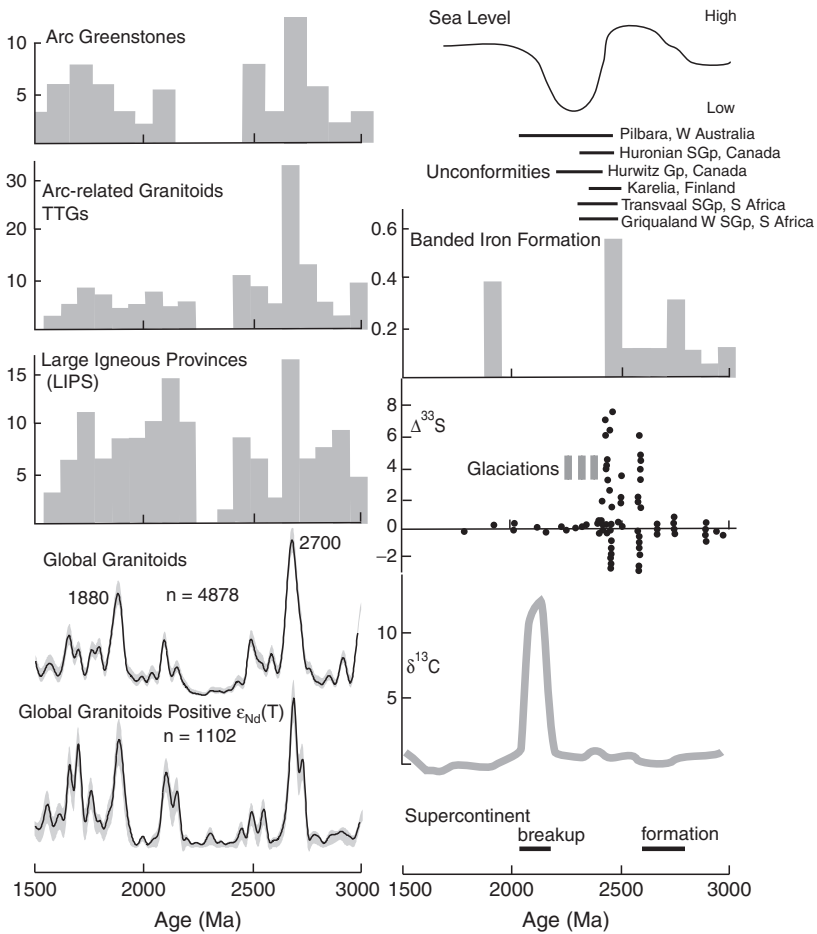 Arc Greenstones
10
5
Arc-related Granitoids
TTGs
30
20
10
Large Igneous Provinces
(LIPS)
15
10
5
Global Granitoids
2700
1880
n = 4878
Global Granitoids Positive εNd(T)
n = 1102
1500
2000
2500
3000
Age (Ma)
Sea Level
High
Low
Unconformities
Pilbara, W Australia
Huronian SGp, Canada
Hurwitz Gp, Canada
Karelia, Finland
Transvaal SGp, S Africa
Griqualand W SGp, S Africa
0.6
Banded Iron Formation
0.4
0.2
8
Δ33S
6
4
Glaciations
2
0
−2
10
δ13C
5
Supercontinent
breakup
formation
1500
2000
2500
3000
Age (Ma)